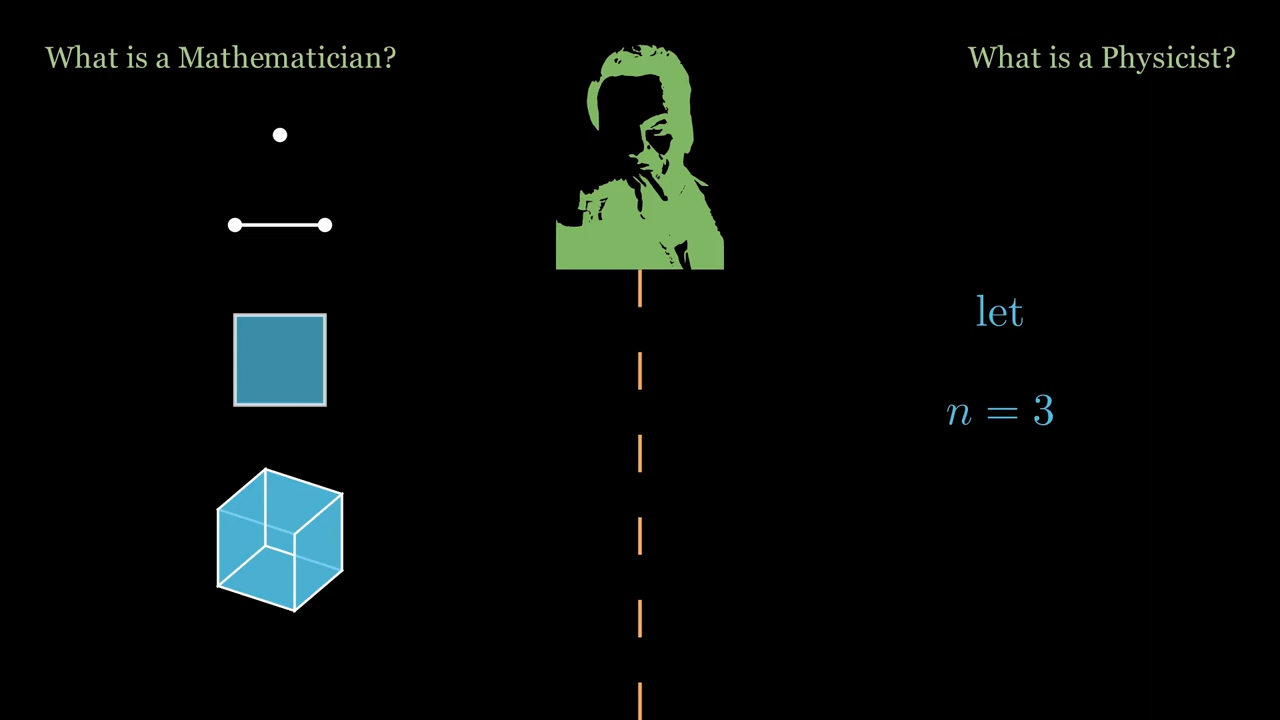 What is a Mathematician?
What is a Physicist?
let
n = 3